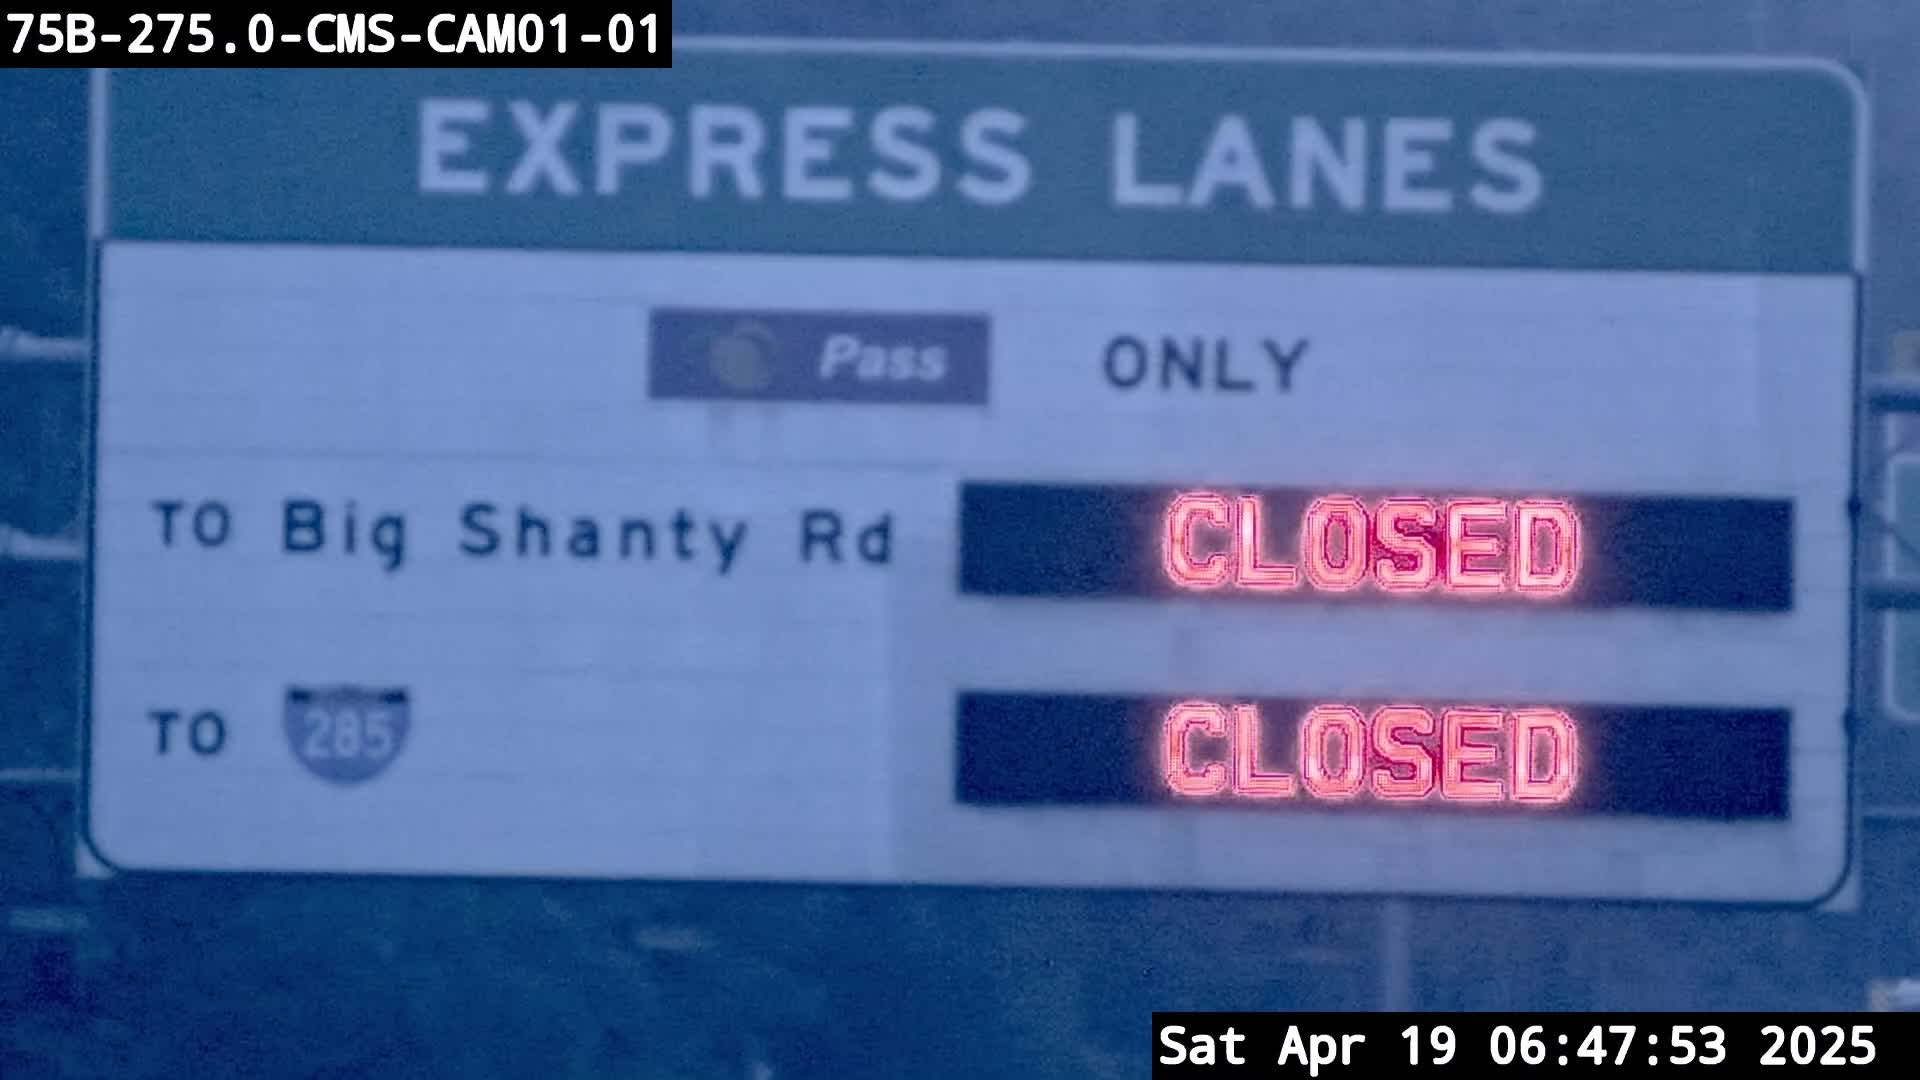 75B-275.0-CMS-CAM01-01
EXPRESS LANES
Pass ONLY
TO Big Shanty Rd CLOSED
TO 285 CLOSED
Sat Apr 19 06:47:53 2025